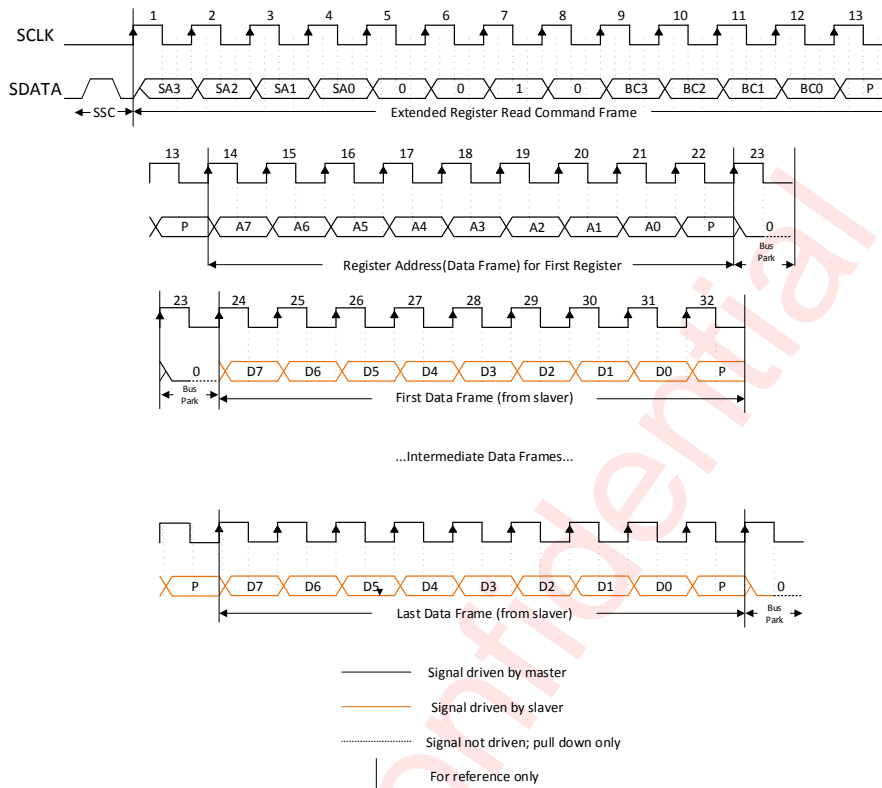 1 2 3 4 5 6 7 8 9 10 11 12 13
SCLK
SDATA SA3 SA2 SA1 SA0 0 0 1 0 BC3 BC2 BC1 BC0 P
SSC Extended Register Read Command Frame
13 14 15 16 17 18 19 20 21 22 23
P A7 A6 A5 A4 A3 A2 A1 A0 P 0
Bus
Park
Register Address(Data Frame) for First Register
23 24 25 26 27 28 29 30 31 32
0 D7 D6 D5 D4 D3 D2 D1 D0 P
Bus
Park
First Data Frame (from slaver)
...Intermediate Data Frames...
P D7 D6 D5 D4 D3 D2 D1 D0 P 0
Last Data Frame (from slaver)
Bus
Park
Signal driven by master
Signal driven by slaver
Signal not driven; pull down only
For reference only
onfidential